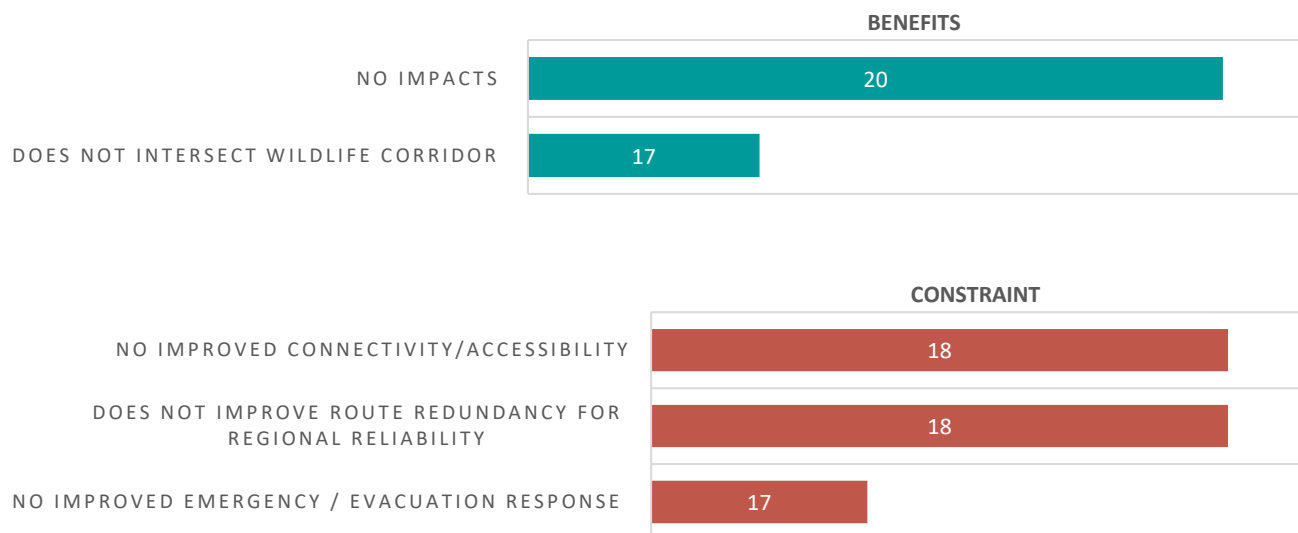 BENEFITS
NO IMPACTS
20
DOES NOT INTERSECT WILDLIFE CORRIDOR
17
CONSTRAINT
NO IMPROVED CONNECTIVITY/ACCESSIBILITY
18
DOES NOT IMPROVE ROUTE REDUNDANCY FOR
REGIONAL RELIABILITY
18
NO IMPROVED EMERGENCY / EVACUATION RESPONSE
17